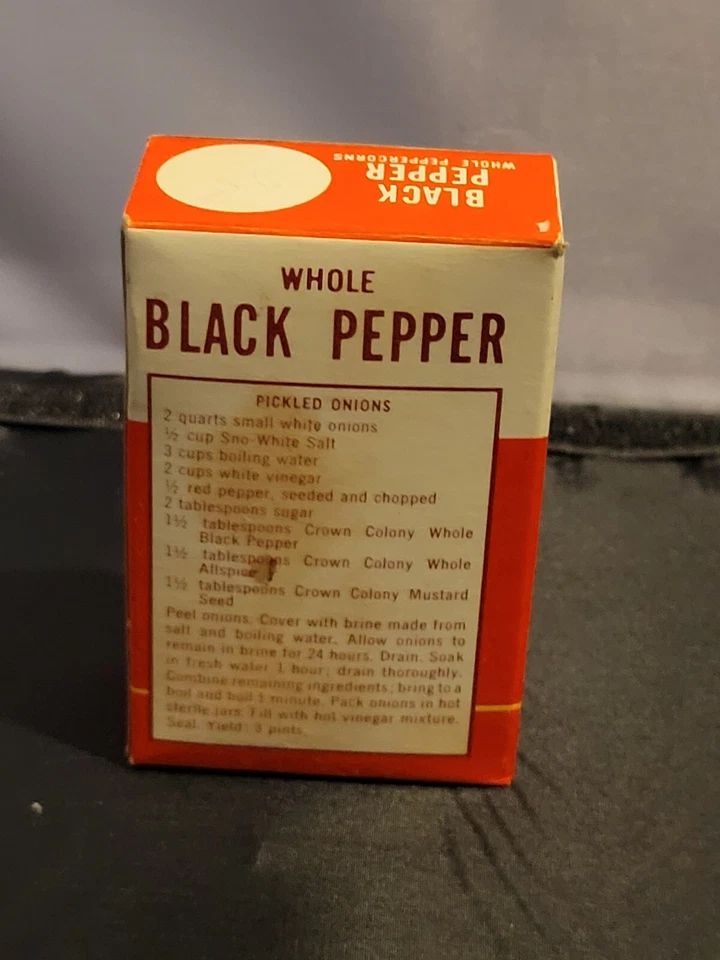 BLACK
PEPPER
WHOLE PEPPERCORNS
WHOLE
BLACK PEPPER
PICKLED ONIONS
2 quarts small white onions
½ cup Sno-White Salt
3 cups boiling water
2 cups white vinegar
½ red pepper, seeded and chopped
2 tablespoons sugar
1½ tablespoons Crown Colony Whole
Black Pepper
1½ tablespoons Crown Colony Whole
Allspice
1½ tablespoons Crown Colony Mustard
Seed
Peel onions. Cover with brine made from
salt and boiling water. Allow onions to
remain in brine for 24 hours. Drain. Soak
in fresh water 1 hour; drain thoroughly.
Combine remaining ingredients; bring to a
boil and boil 1 minute. Pack onions in hot
sterile jars. Fill with hot vinegar mixture.
Seal. Yield: 3 pints.